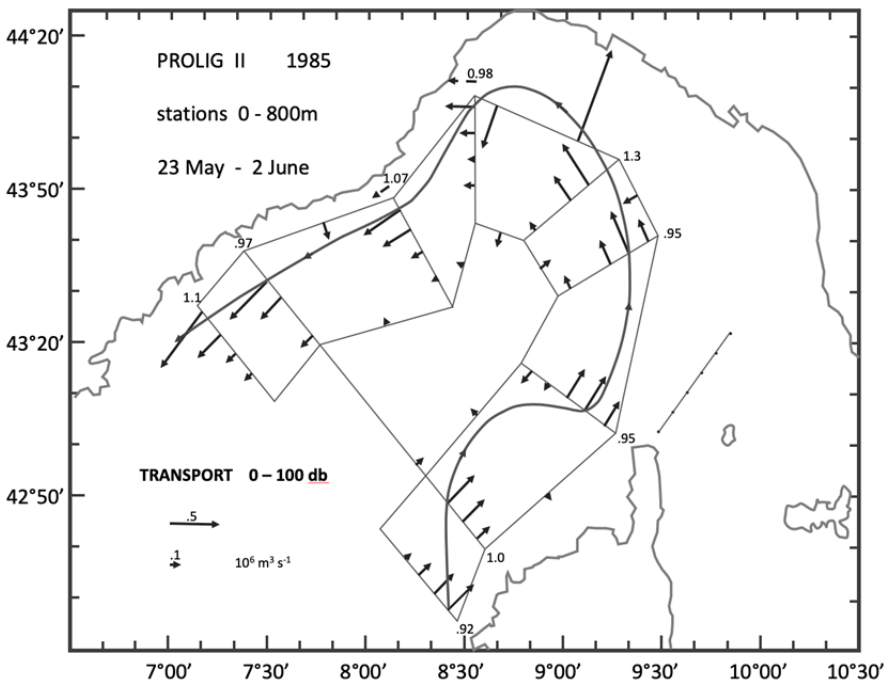 44°20'
PROLIG II 1985
0.98
stations 0 - 800m
1.3
23 May - 2 June
43°50'
1.07
.97
.95
1.1
43°20'
.95
TRANSPORT 0 – 100 db
42°50'
.5
.1 10⁶ m³ s⁻¹
1.0
.92
7°00' 7°30' 8°00' 8°30' 9°00' 9°30' 10°00' 10°30'